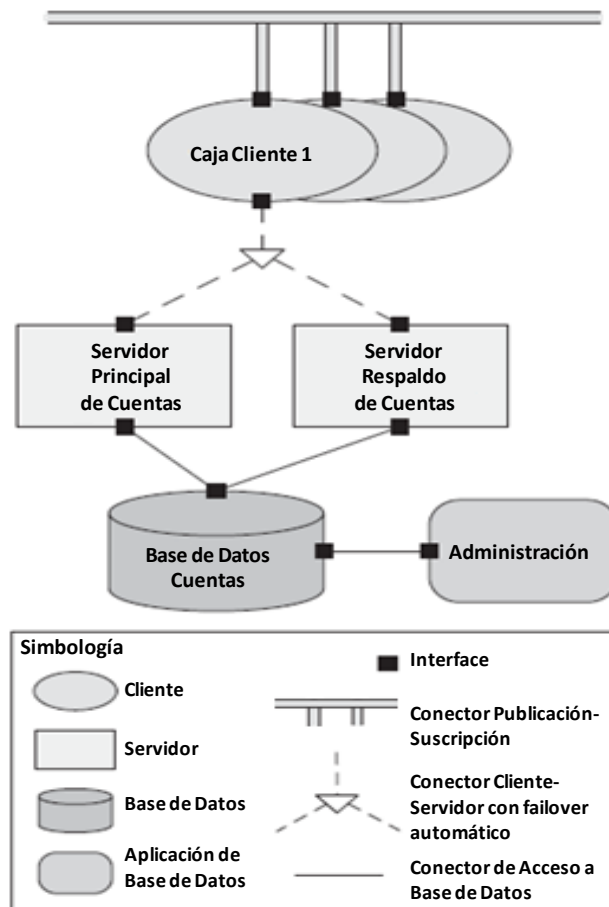 Caja Cliente 1
Servidor
Principal
de Cuentas
Servidor
Respaldo
de Cuentas
Base de Datos
Cuentas
Administración
Simbología
Cliente
Servidor
Base de Datos
Aplicación de
Base de Datos
Interface
Conector Publicación-
Suscripción
Conector Cliente-
Servidor con failover
automático
Conector de Acceso a
Base de Datos